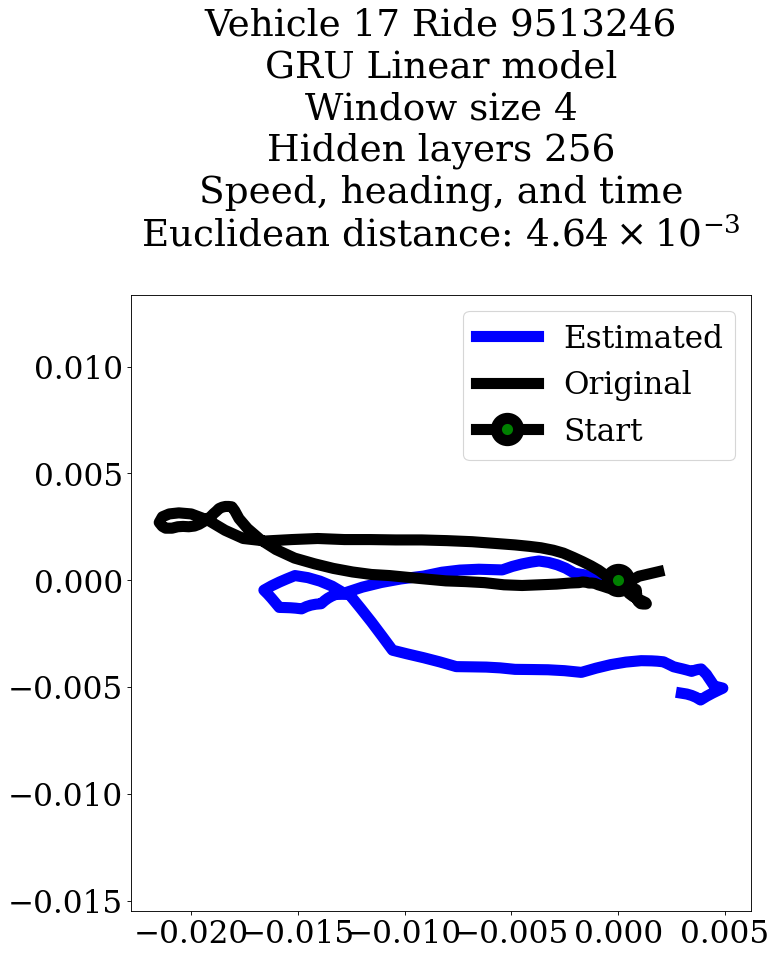 Vehicle 17 Ride 9513246
GRU Linear model
Window size 4
Hidden layers 256
Speed, heading, and time
Euclidean distance: 4.64 × 10⁻³
Estimated
Original
Start
0.010
0.005
0.000
−0.005
−0.010
−0.015
−0.020 −0.015 −0.010 −0.005 0.000 0.005